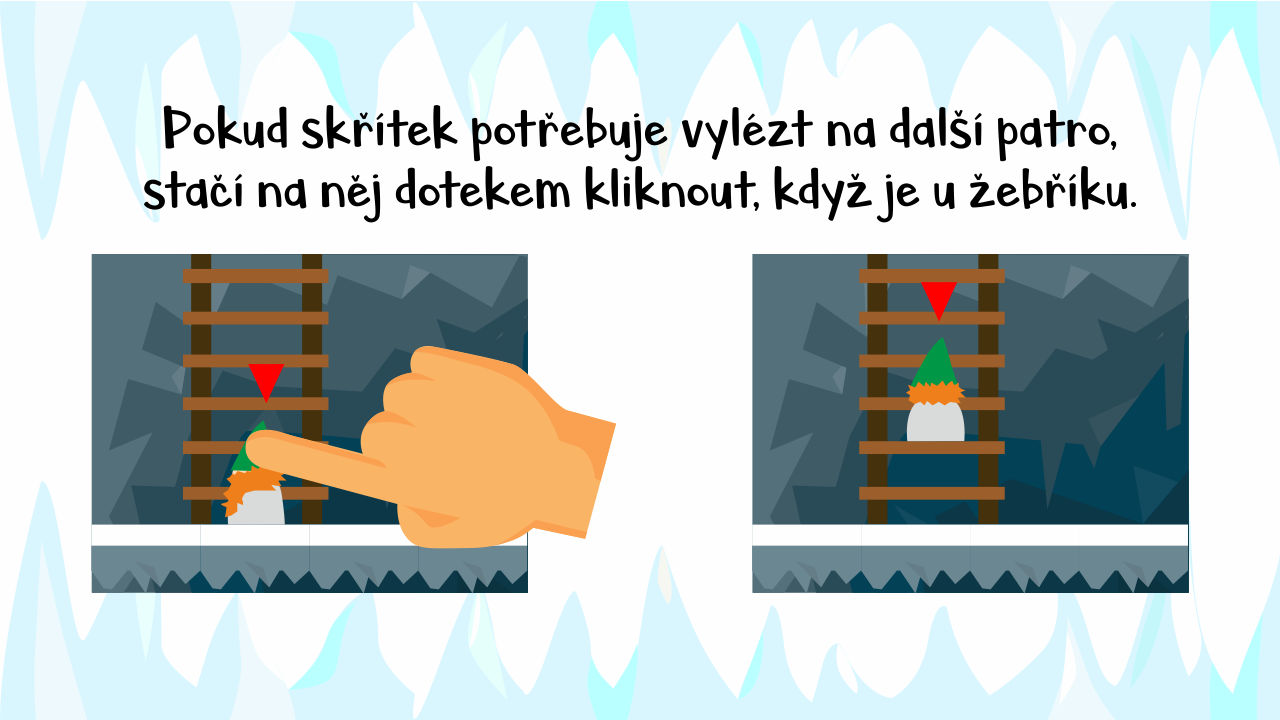 Pokud skřítek potřebuje vylézt na další patro,
stačí na něj dotekem kliknout, když je u žebříku.